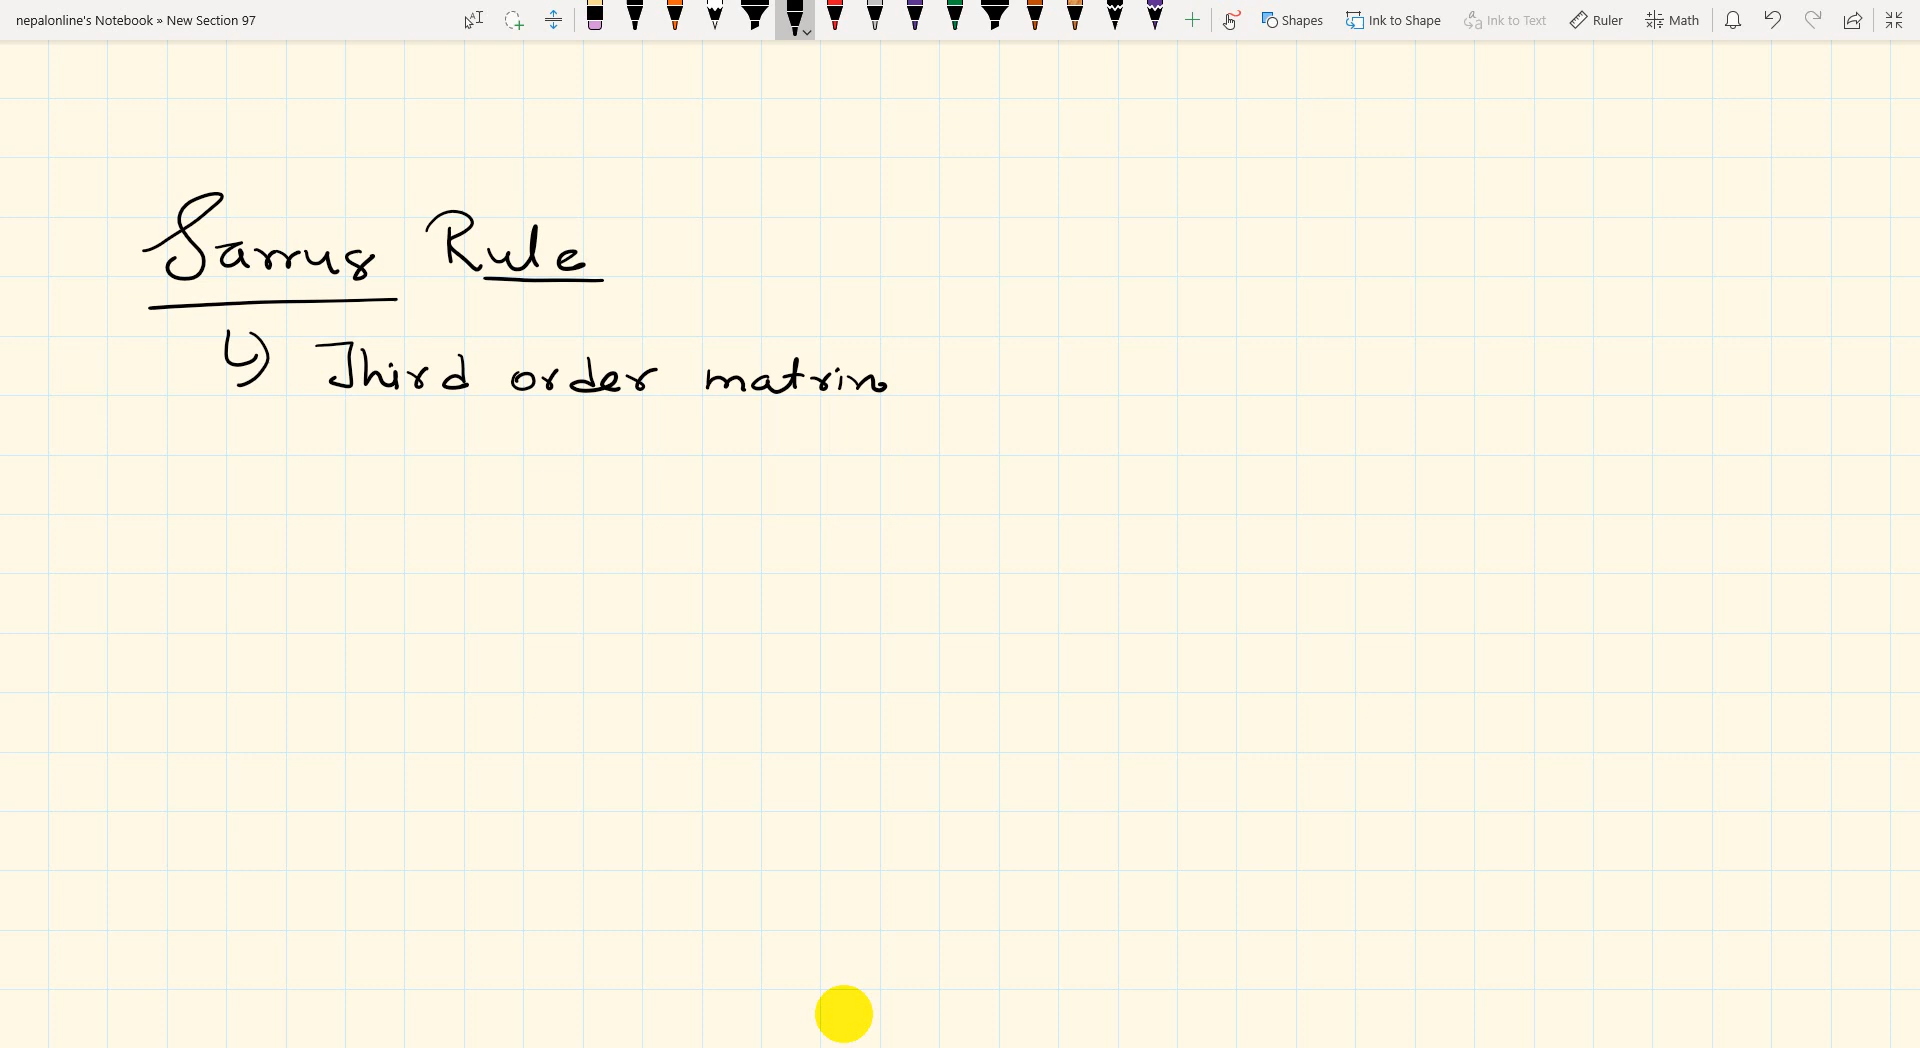 nepalonline's Notebook » New Section 97
Shapes
Ink to Shape
Ink to Text
Ruler
Math
Sarrus Rule
Third order matrix